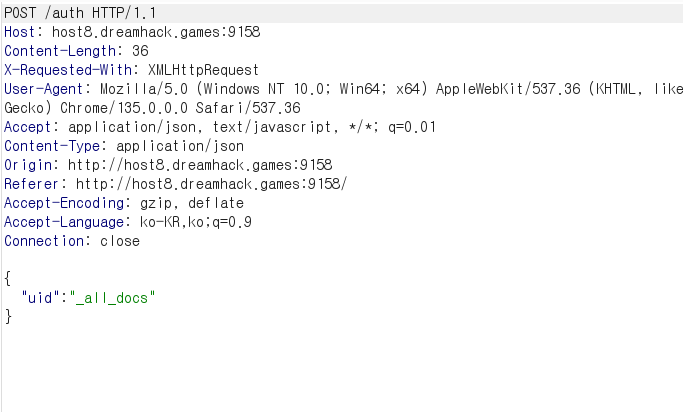 POST /auth HTTP/1.1
Host: host8.dreamhack.games:9158
Content-Length: 36
X-Requested-With: XMLHttpRequest
User-Agent: Mozilla/5.0 (Windows NT 10.0; Win64; x64) AppleWebKit/537.36 (KHTML, like
Gecko) Chrome/135.0.0.0 Safari/537.36
Accept: application/json, text/javascript, */*; q=0.01
Content-Type: application/json
Origin: http://host8.dreamhack.games:9158
Referer: http://host8.dreamhack.games:9158/
Accept-Encoding: gzip, deflate
Accept-Language: ko-KR,ko;q=0.9
Connection: close
{
"uid":"_all_docs"
}